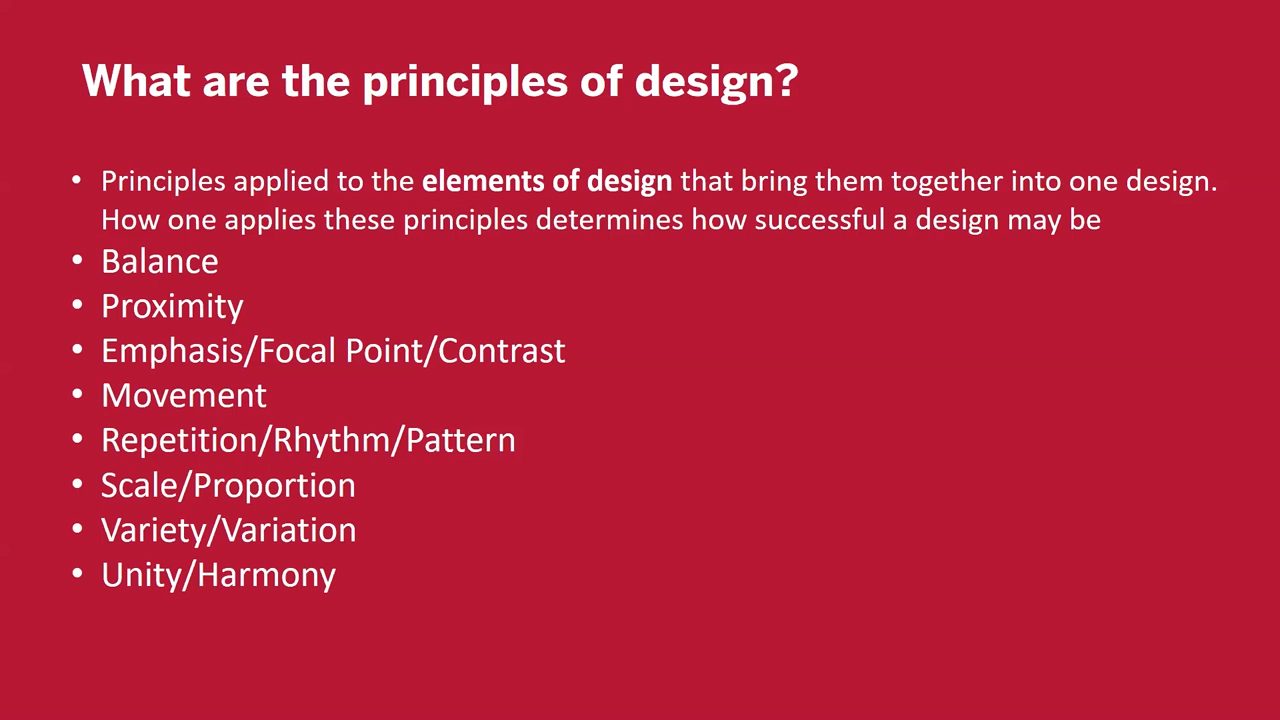 What are the principles of design?
• Principles applied to the elements of design that bring them together into one design.
How one applies these principles determines how successful a design may be
• Balance
• Proximity
• Emphasis/Focal Point/Contrast
• Movement
• Repetition/Rhythm/Pattern
• Scale/Proportion
• Variety/Variation
• Unity/Harmony